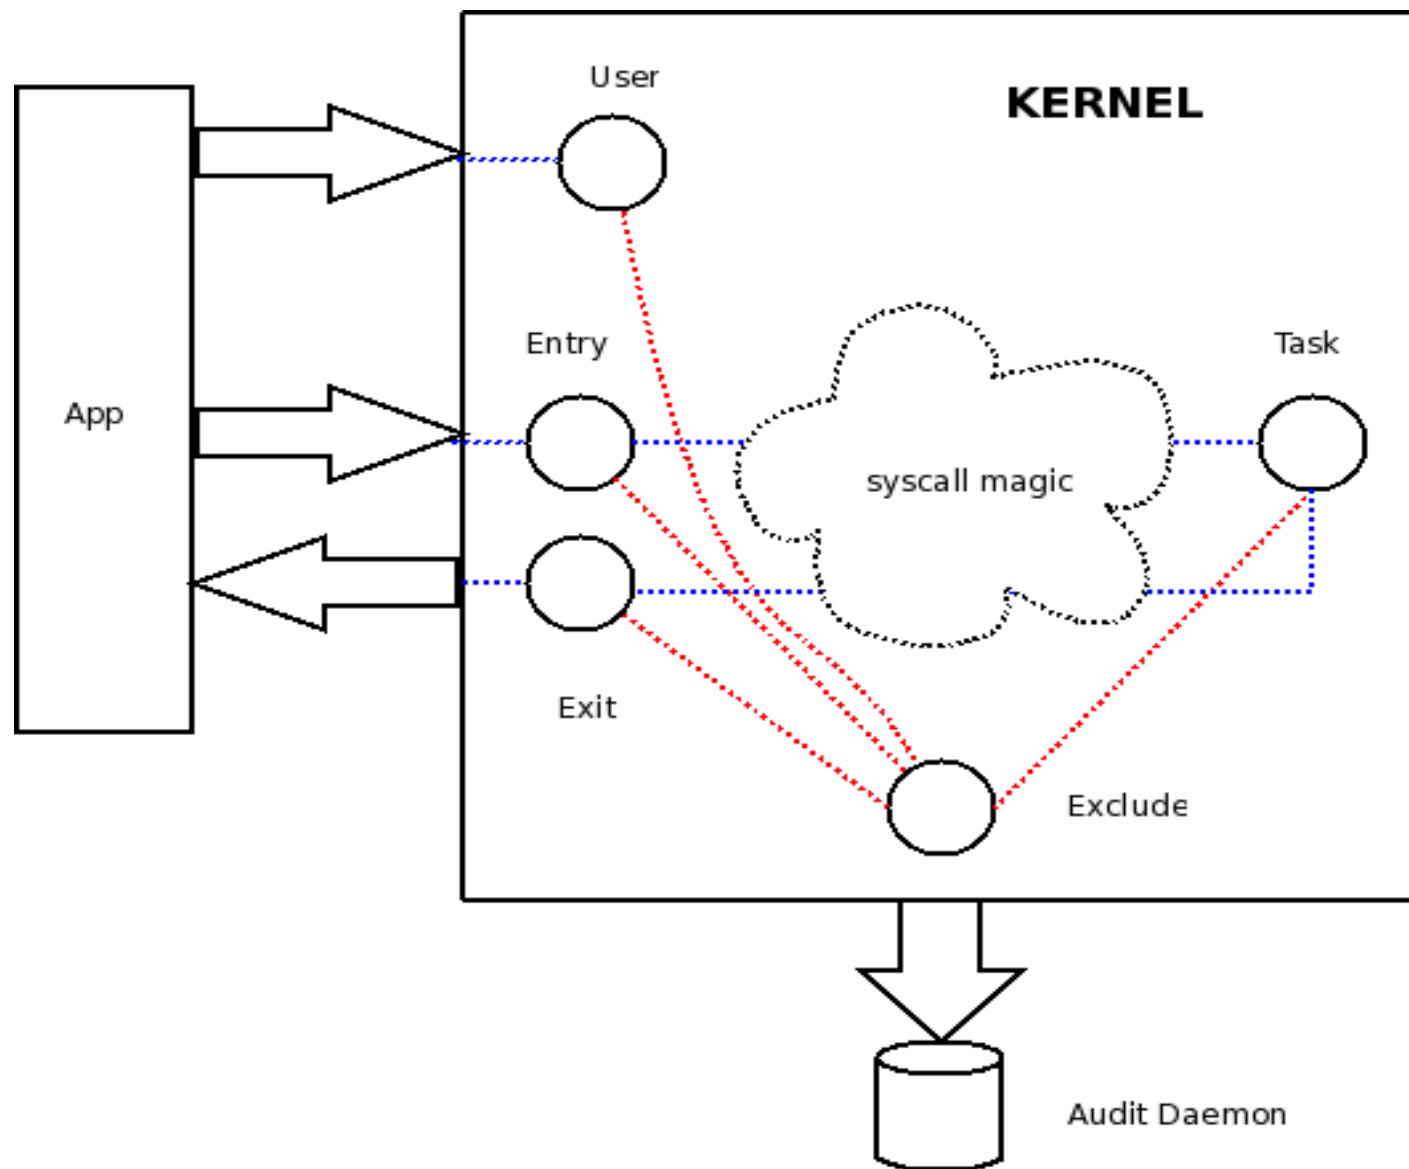 User
KERNEL
Entry
Task
App
syscall magic
Exit
Exclude
Audit Daemon